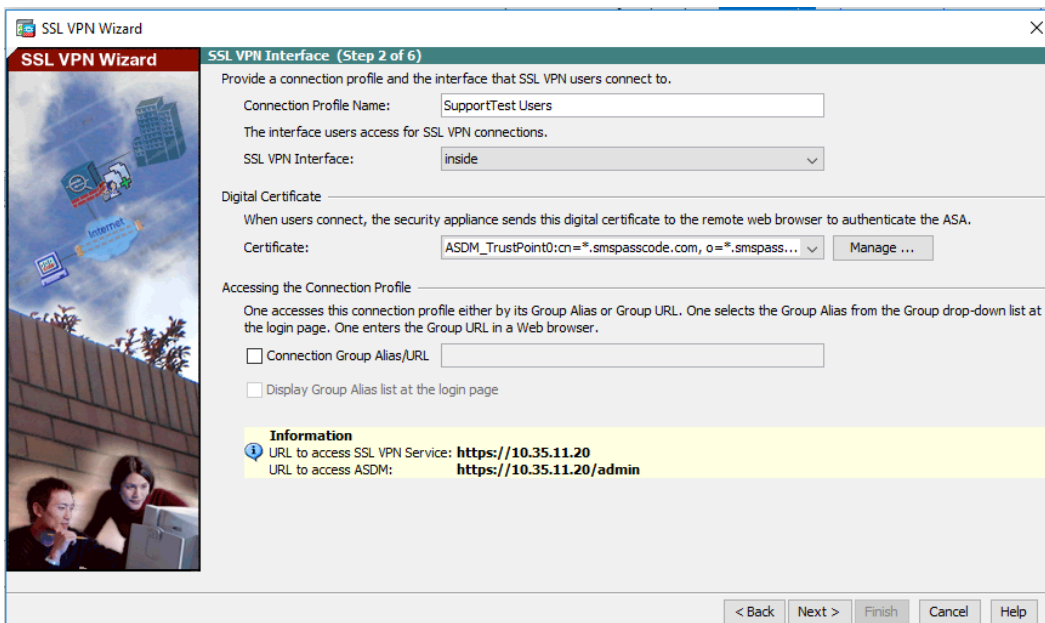 SSL VPN Wizard
SSL VPN Wizard
SSL VPN Interface (Step 2 of 6)
Provide a connection profile and the interface that SSL VPN users connect to.
Connection Profile Name: SupportTest Users
The interface users access for SSL VPN connections.
SSL VPN Interface: inside
Digital Certificate
When users connect, the security appliance sends this digital certificate to the remote web browser to authenticate the ASA.
Certificate: ASDM_TrustPoint0:cn=*.smspasscode.com, o=*.smspass... Manage ...
Accessing the Connection Profile
One accesses this connection profile either by its Group Alias or Group URL. One selects the Group Alias from the Group drop-down list at
the login page. One enters the Group URL in a Web browser.
Connection Group Alias/URL
Display Group Alias list at the login page
Information
URL to access SSL VPN Service: https://10.35.11.20
URL to access ASDM: https://10.35.11.20/admin
Internet
< Back Next > Finish Cancel Help